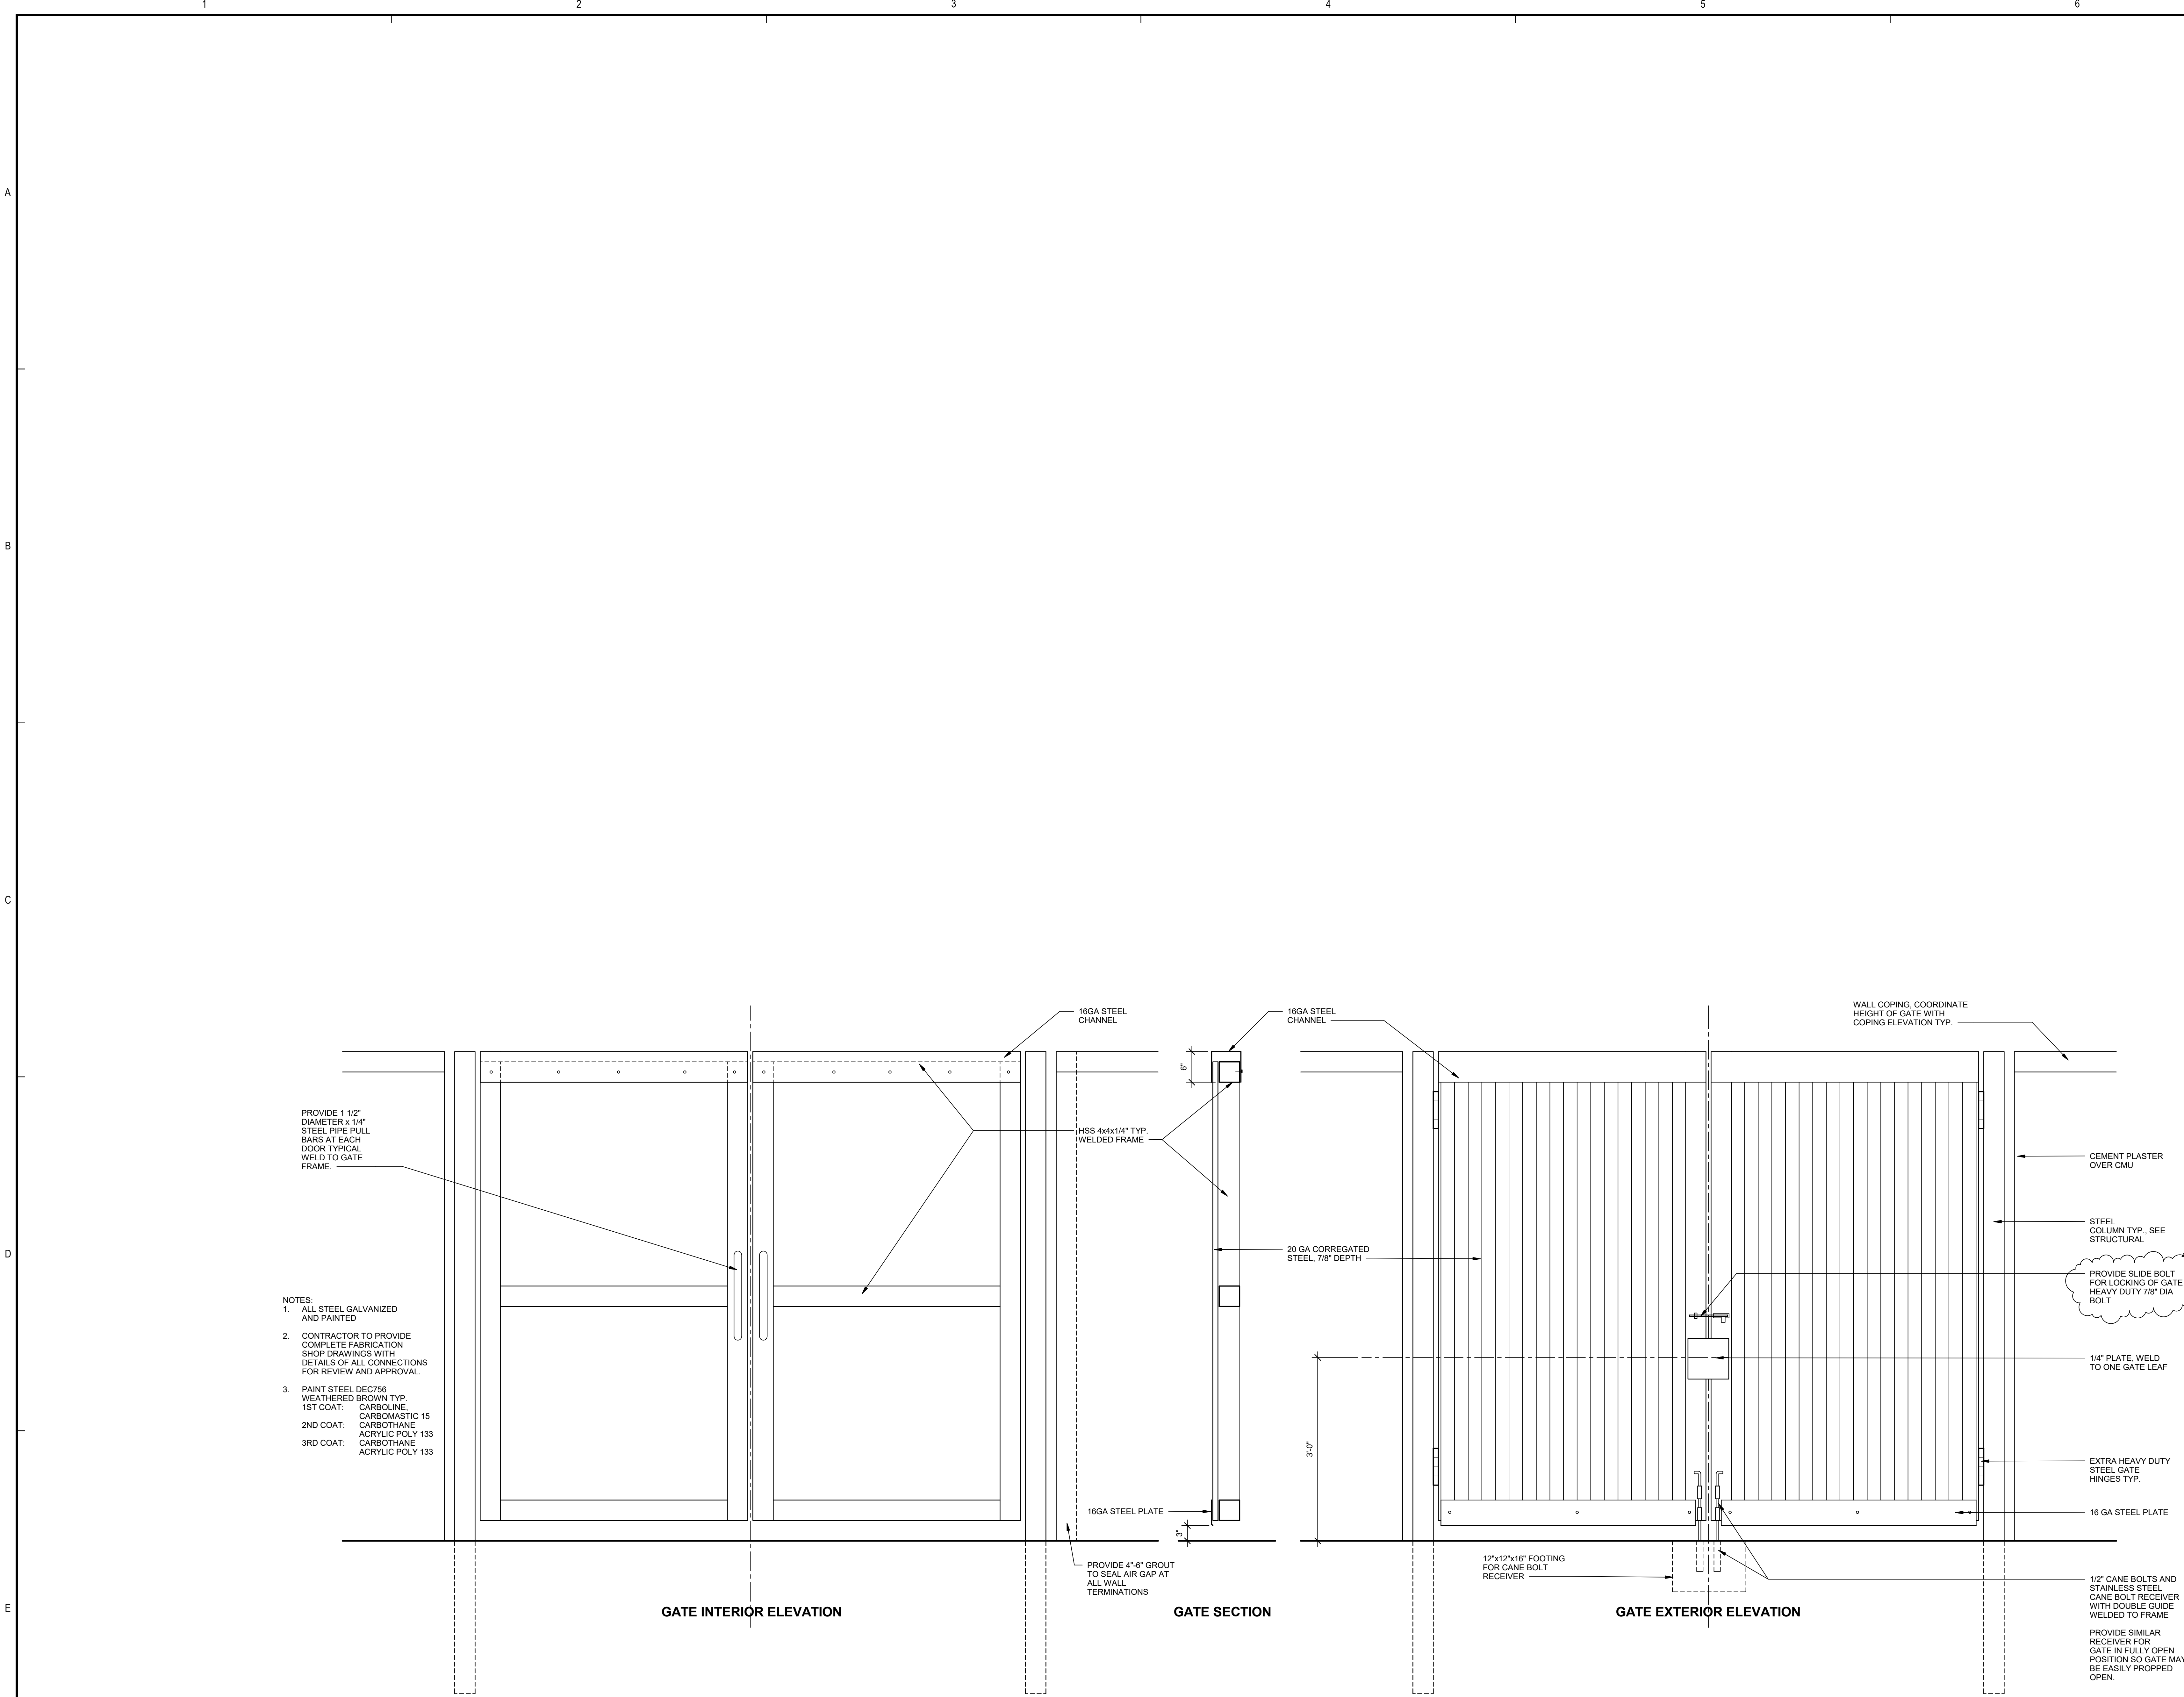 1 2 3 4 5 6
A
B
C
D
E
16GA STEEL
CHANNEL
16GA STEEL
CHANNEL
WALL COPING, COORDINATE
HEIGHT OF GATE WITH
COPING ELEVATION TYP.
6"
PROVIDE 1 1/2"
DIAMETER x 1/4"
STEEL PIPE PULL
BARS AT EACH
DOOR TYPICAL
WELD TO GATE
FRAME.
HSS 4x4x1/4" TYP.
WELDED FRAME
CEMENT PLASTER
OVER CMU
STEEL
COLUMN TYP., SEE
STRUCTURAL
20 GA CORREGATED
STEEL, 7/8" DEPTH
PROVIDE SLIDE BOLT
FOR LOCKING OF GATE
HEAVY DUTY 7/8" DIA
BOLT
NOTES:
1. ALL STEEL GALVANIZED
AND PAINTED
2. CONTRACTOR TO PROVIDE
COMPLETE FABRICATION
SHOP DRAWINGS WITH
DETAILS OF ALL CONNECTIONS
FOR REVIEW AND APPROVAL.
3. PAINT STEEL DEC756
WEATHERED BROWN TYP.
1ST COAT: CARBOLINE,
CARBOMASTIC 15
2ND COAT: CARBOTHANE
ACRYLIC POLY 133
3RD COAT: CARBOTHANE
ACRYLIC POLY 133
1/4" PLATE, WELD
TO ONE GATE LEAF
3'-0"
EXTRA HEAVY DUTY
STEEL GATE
HINGES TYP.
16GA STEEL PLATE
3"
16 GA STEEL PLATE
PROVIDE 4"-6" GROUT
TO SEAL AIR GAP AT
ALL WALL
TERMINATIONS
12"x12"x16" FOOTING
FOR CANE BOLT
RECEIVER
1/2" CANE BOLTS AND
STAINLESS STEEL
CANE BOLT RECEIVER
WITH DOUBLE GUIDE
WELDED TO FRAME
PROVIDE SIMILAR
RECEIVER FOR
GATE IN FULLY OPEN
POSITION SO GATE MAY
BE EASILY PROPPED
OPEN.
GATE INTERIOR ELEVATION
GATE SECTION
GATE EXTERIOR ELEVATION